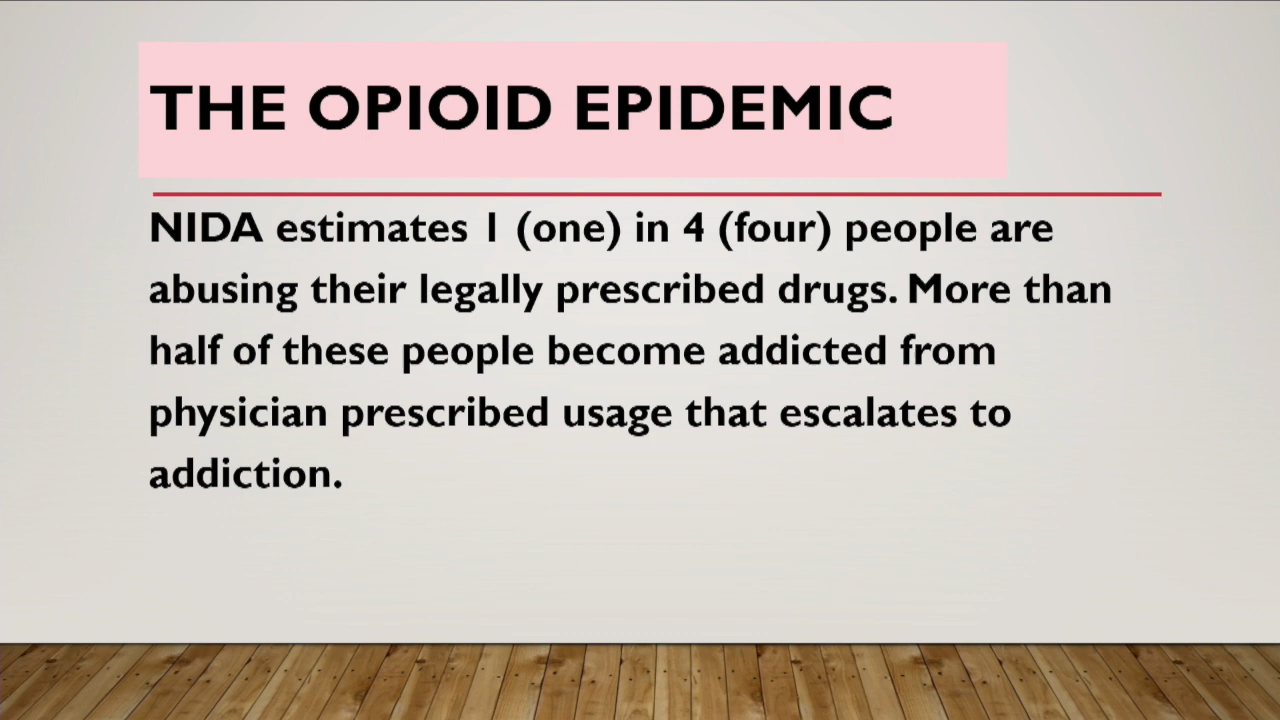 THE OPIOID EPIDEMIC
NIDA estimates 1 (one) in 4 (four) people are
abusing their legally prescribed drugs. More than
half of these people become addicted from
physician prescribed usage that escalates to
addiction.